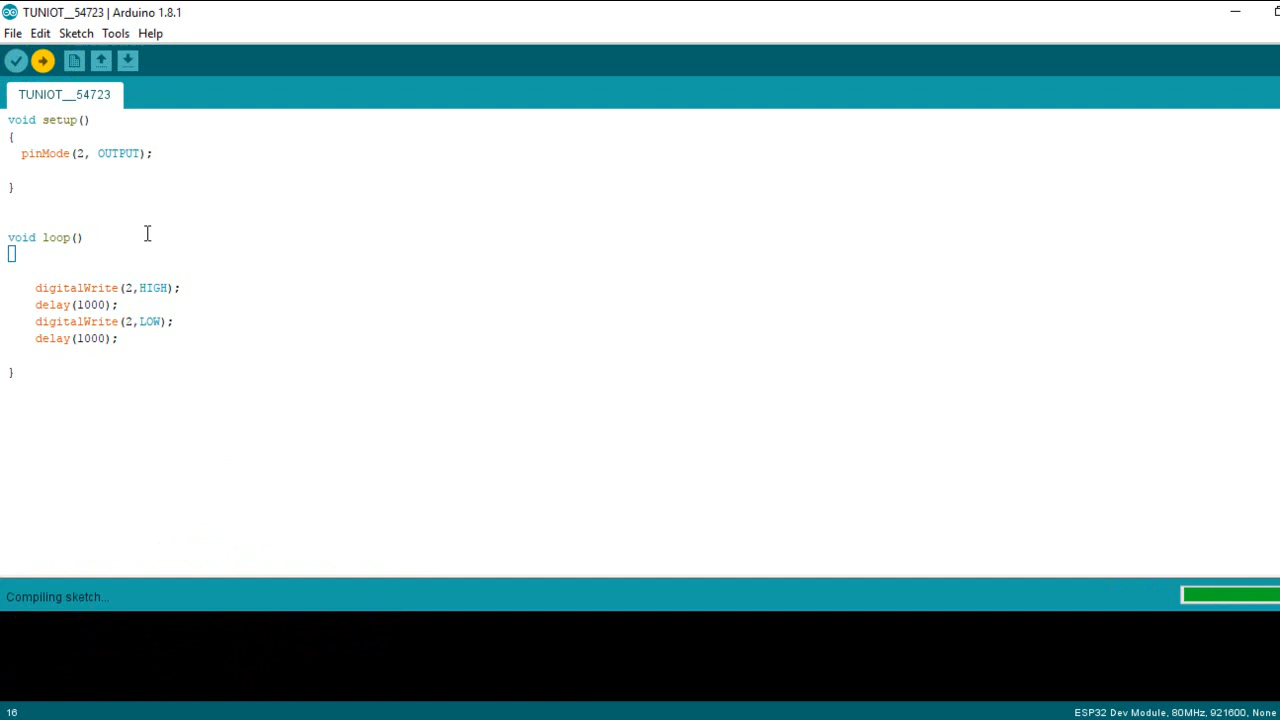 TUNIOT__54723 | Arduino 1.8.1
File Edit Sketch Tools Help
TUNIOT__54723
void setup()
{
  pinMode(2, OUTPUT);
}
void loop()
    digitalWrite(2,HIGH);
    delay(1000);
    digitalWrite(2,LOW);
    delay(1000);
}
Compiling sketch...
16
ESP32 Dev Module, 80MHz, 921600, None